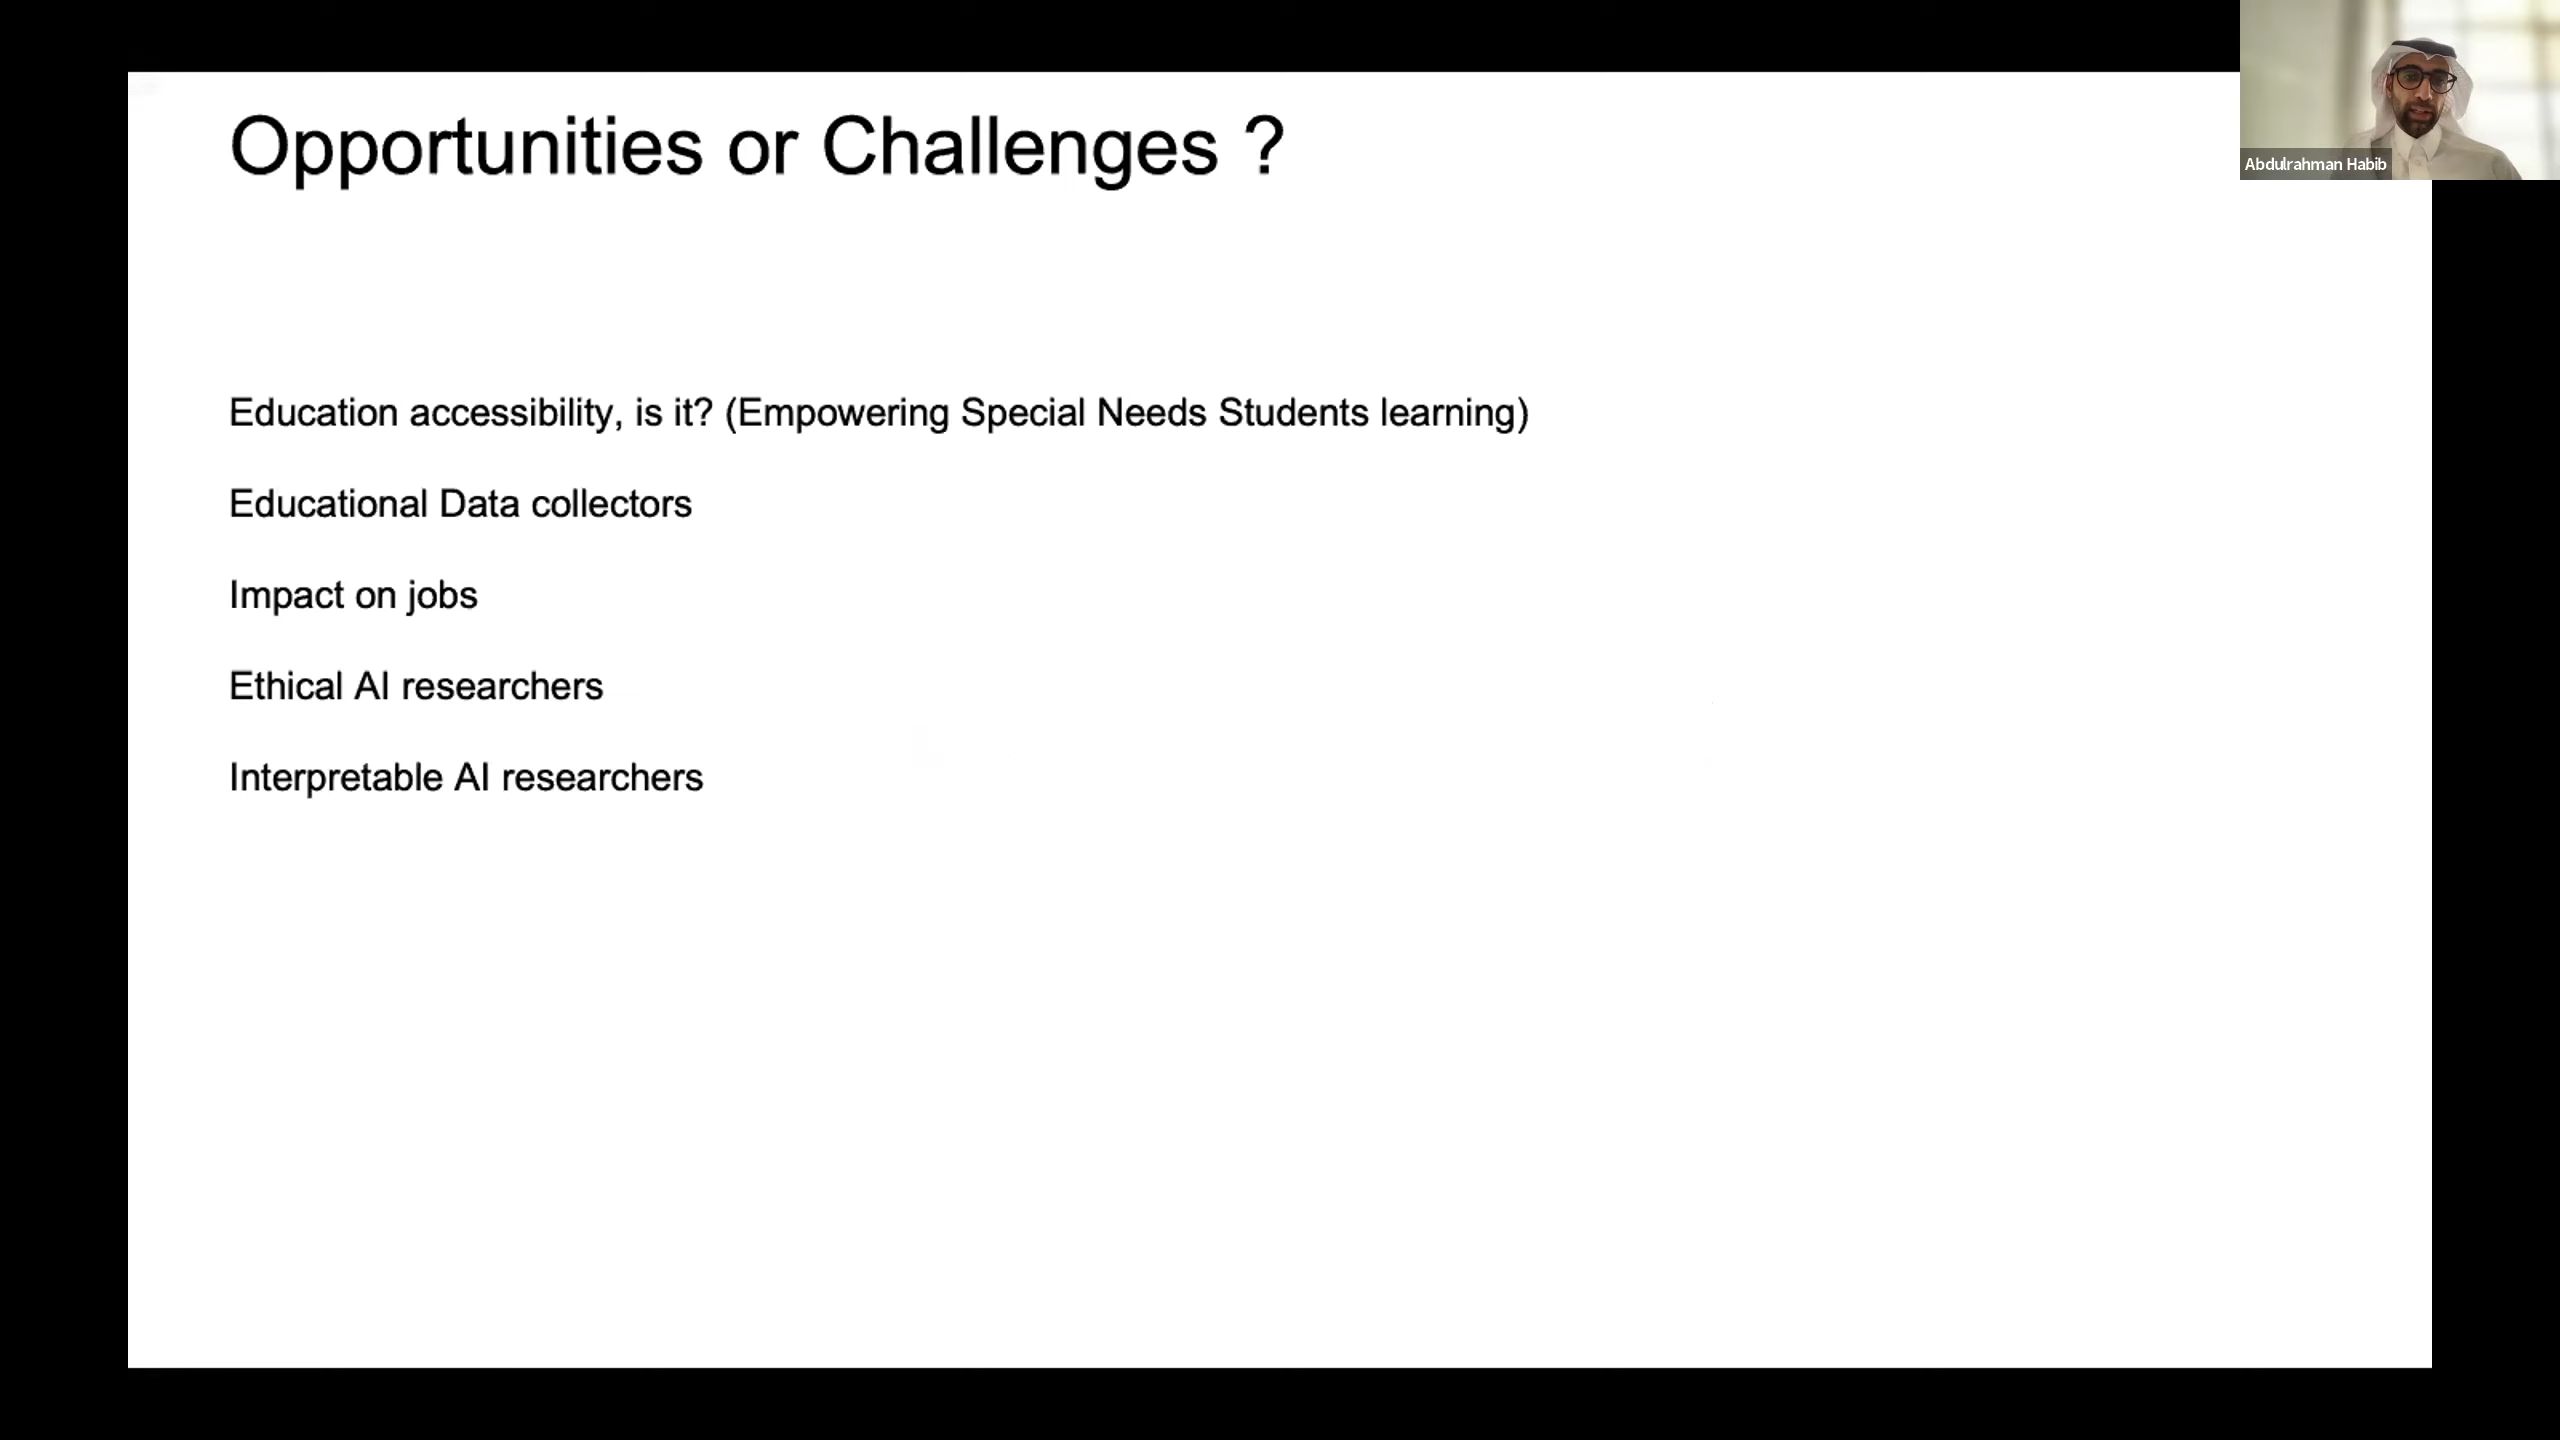 Opportunities or Challenges ?
Abdulrahman Habib
Education accessibility, is it? (Empowering Special Needs Students learning)
Educational Data collectors
Impact on jobs
Ethical AI researchers
Interpretable AI researchers